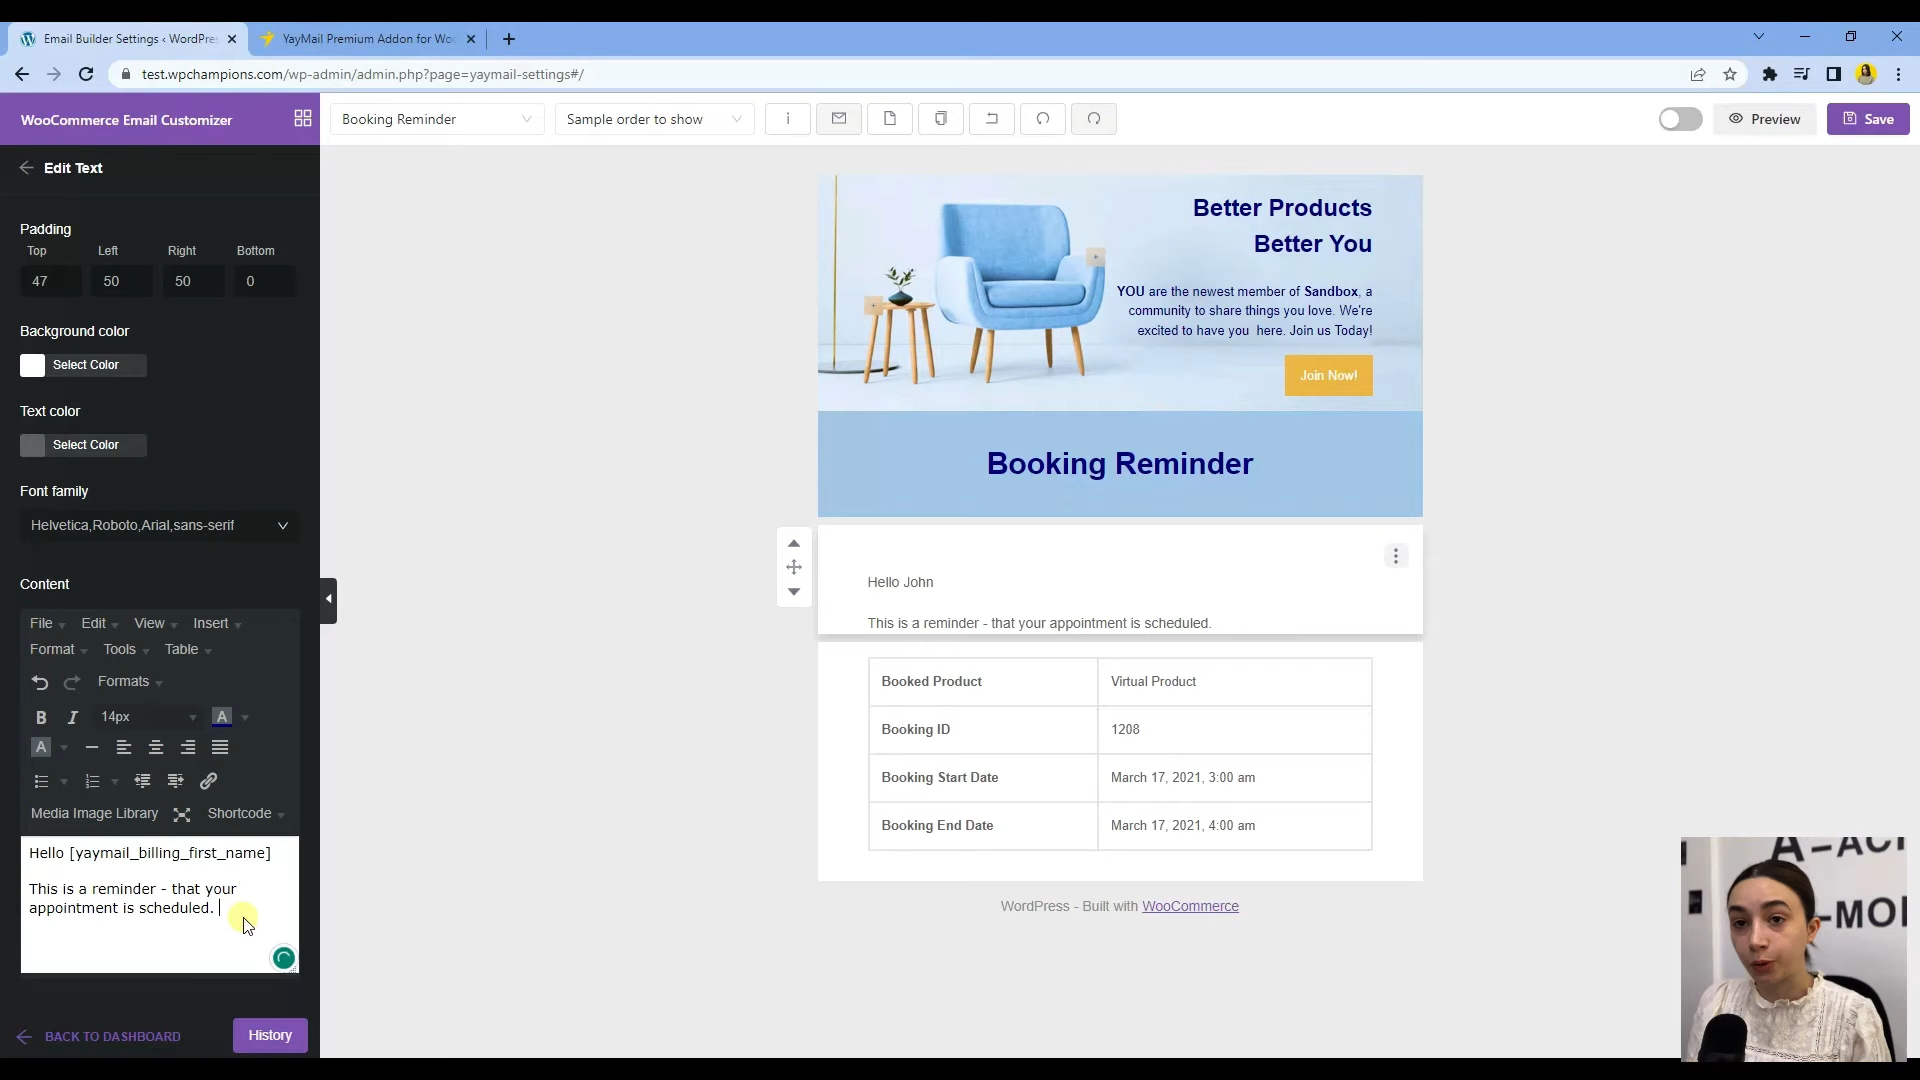 Email Builder Settings ‹ WordPres
YayMail Premium Addon for Woo
test.wpchampions.com/wp-admin/admin.php?page=yaymail-settings#/
WooCommerce Email Customizer
Booking Reminder
Sample order to show
i
Preview
Save
Edit Text
Padding
Top
Left
Right
Bottom
47
50
50
0
Background color
Select Color
Text color
Select Color
Font family
Helvetica,Roboto,Arial,sans-serif
Content
File
Edit
View
Insert
Format
Tools
Table
Formats
B
I
14px
A
A
Media Image Library
Shortcode
Hello [yaymail_billing_first_name]
This is a reminder - that your
appointment is scheduled.
BACK TO DASHBOARD
History
Better Products
Better You
YOU are the newest member of Sandbox, a
community to share things you love. We're
excited to have you here. Join us Today!
Join Now!
Booking Reminder
Hello John
This is a reminder - that your appointment is scheduled.
Booked Product
Virtual Product
Booking ID
1208
Booking Start Date
March 17, 2021, 3:00 am
Booking End Date
March 17, 2021, 4:00 am
WordPress - Built with WooCommerce